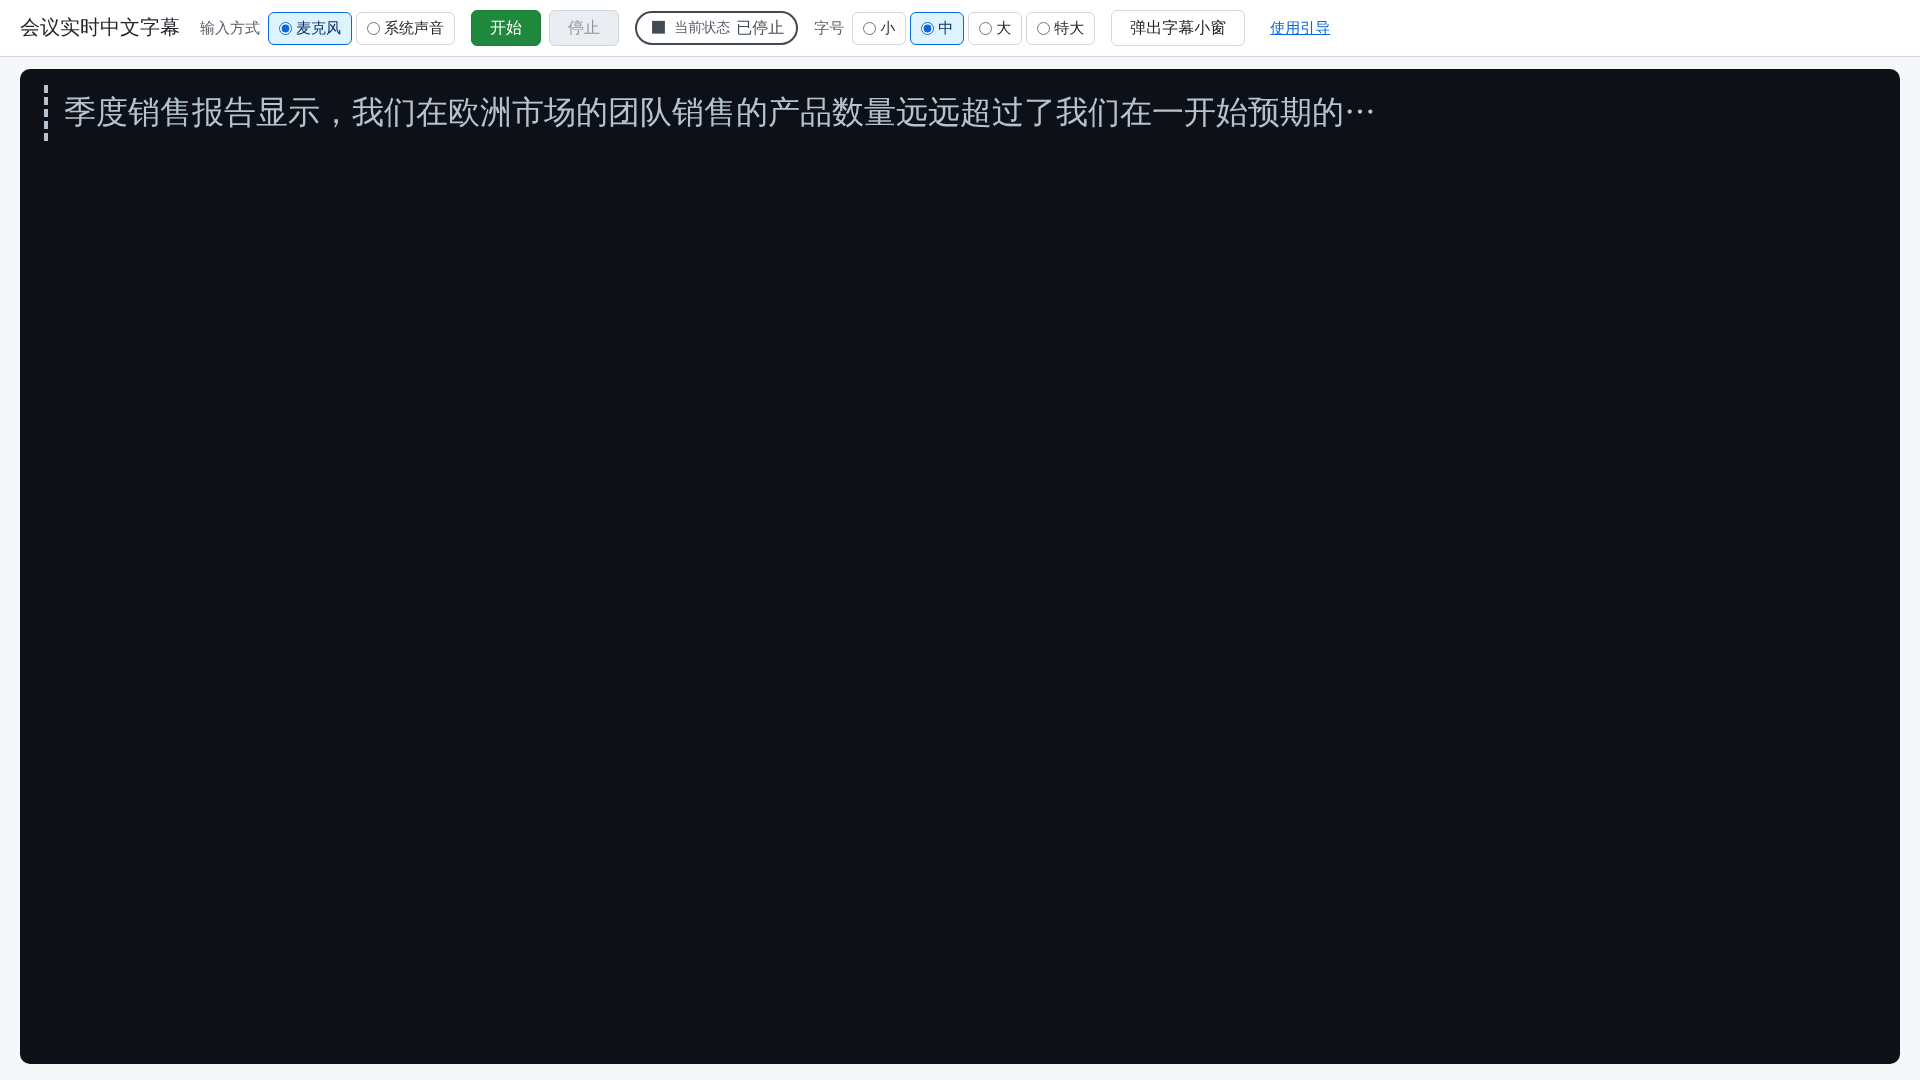 会议实时中文字幕 输入方式 麦克风 系统声音 开始 停止 当前状态 已停止 字号 小 中 大 特大 弹出字幕小窗 使用引导
季度销售报告显示，我们在欧洲市场的团队销售的产品数量远远超过了我们在一开始预期的…